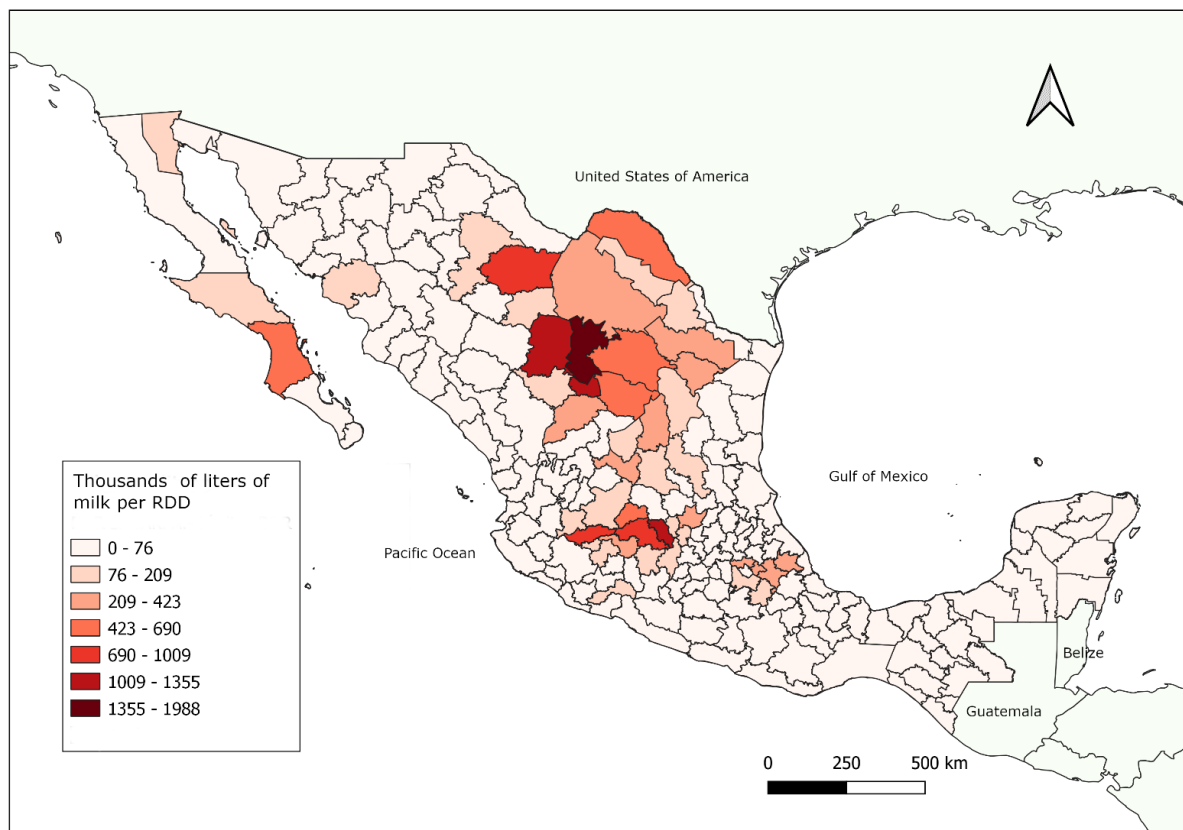 United States of America
Gulf of Mexico
Pacific Ocean
Thousands of liters of
milk per RDD
0 - 76
76 - 209
209 - 423
423 - 690
690 - 1009
1009 - 1355
1355 - 1988
Belize
Guatemala
0 250 500 km